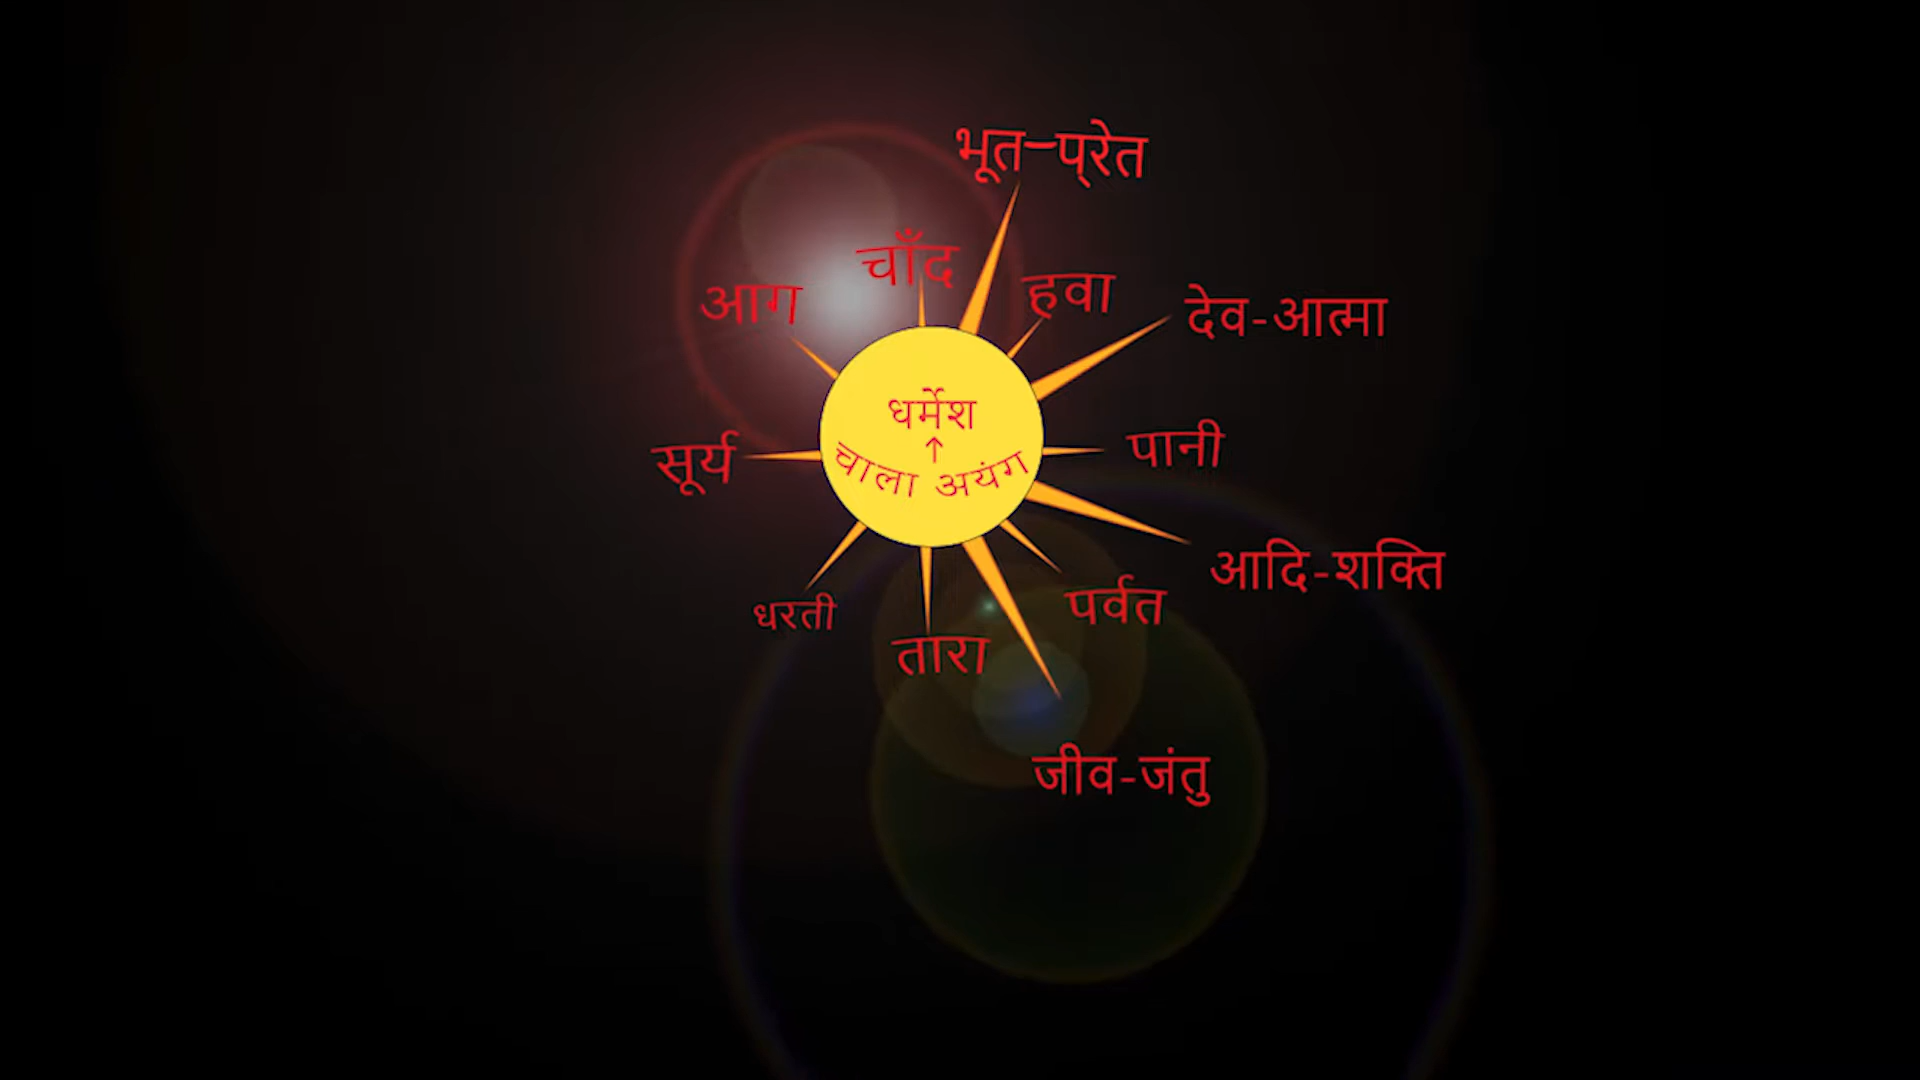 भूत-प्रेत
चाँद
हवा
आग
देव-आत्मा
धर्मेश
↑
चाला अयंग
सूर्य
पानी
आदि-शक्ति
धरती
पर्वत
तारा
जीव-जंतु